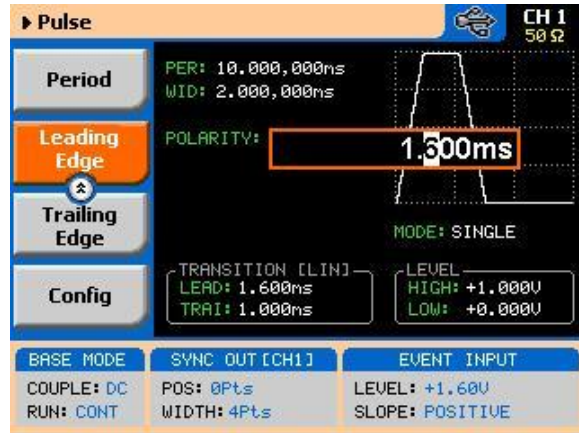 Pulse
CH 1
50 Ω
Period
Leading
Edge
Trailing
Edge
Config
PER: 10.000,000ms
WID: 2.000,000ms
POLARITY:
1.600ms
MODE: SINGLE
TRANSITION [LIN]
LEAD: 1.600ms
TRAI: 1.000ms
LEVEL
HIGH: +1.000V
LOW: +0.000V
BASE MODE
COUPLE: DC
RUN: CONT
SYNC OUT [CH1]
POS: 0Pts
WIDTH: 4Pts
EVENT INPUT
LEVEL: +1.60V
SLOPE: POSITIVE